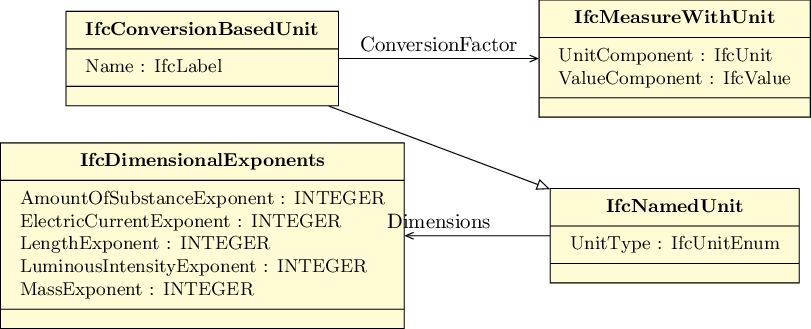 IfcConversionBasedUnit
Name : IfcLabel
ConversionFactor
IfcMeasureWithUnit
UnitComponent : IfcUnit
ValueComponent : IfcValue
IfcDimensionalExponents
AmountOfSubstanceExponent : INTEGER
ElectricCurrentExponent : INTEGER
LengthExponent : INTEGER
LuminousIntensityExponent : INTEGER
MassExponent : INTEGER
Dimensions
IfcNamedUnit
UnitType : IfcUnitEnum